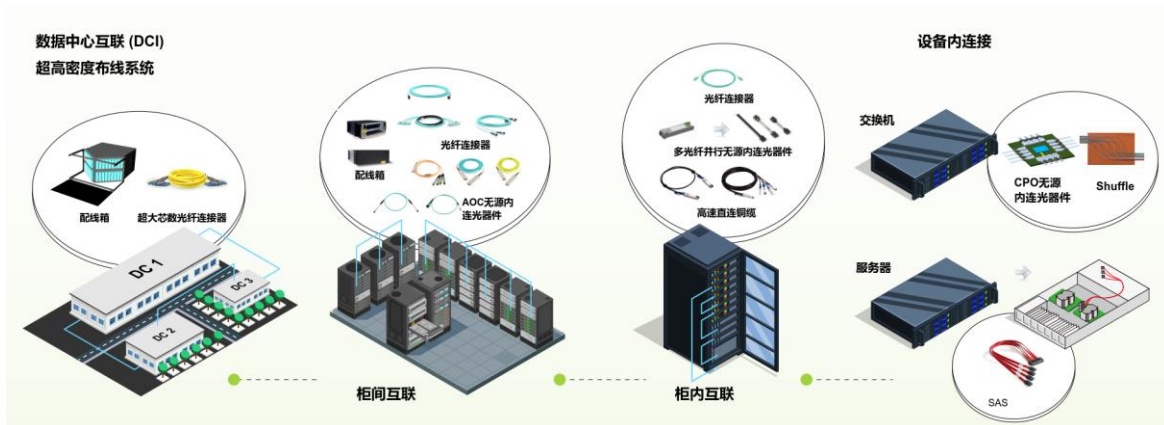 数据中心互联 (DCI)
超高密度布线系统
配线箱
超大芯数光纤连接器
DC 1
DC 2
DC 3
光纤连接器
配线箱
AOC无源内
连光器件
柜间互联
光纤连接器
多光纤并行无源内连光器件
高速直连铜缆
柜内互联
设备内连接
交换机
CPO无源
内连光器件
Shuffle
服务器
SAS